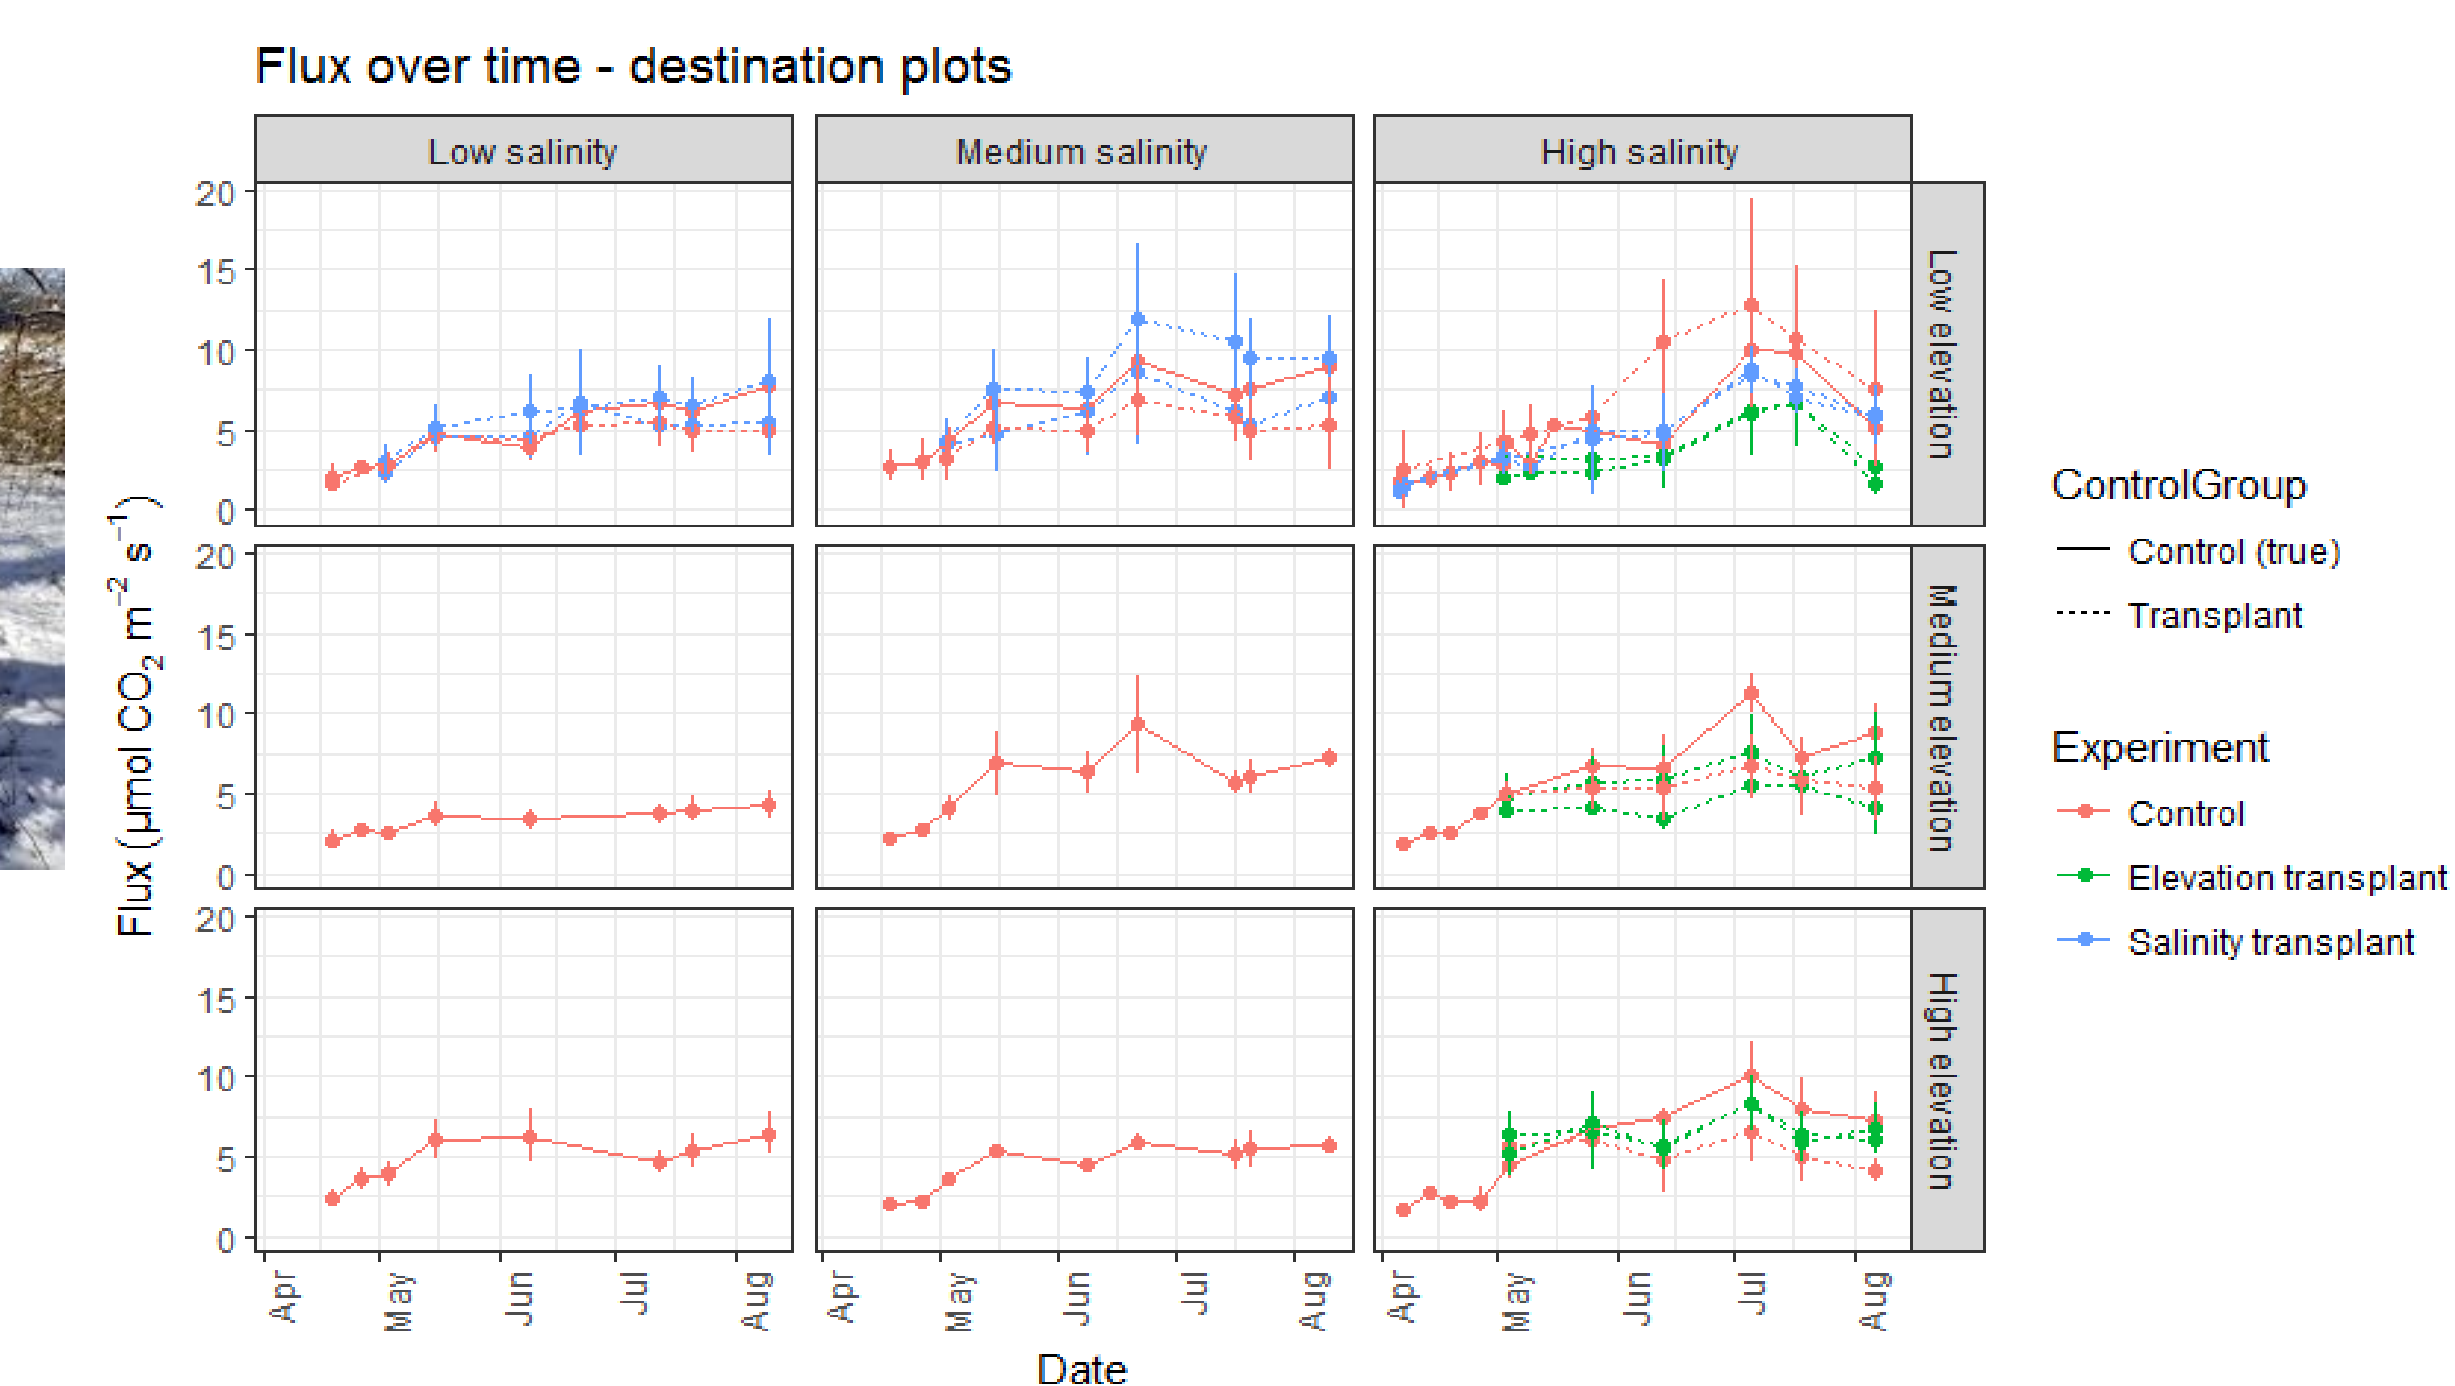 Flux over time - destination plots
Low salinity
Medium salinity
High salinity
20
15
10
5
0
Low elevation
20
15
10
5
0
Medium elevation
20
15
10
5
0
High elevation
Flux (μmol CO₂ m⁻² s⁻¹)
Apr
May
Jun
Jul
Aug
Apr
May
Jun
Jul
Aug
Apr
May
Jun
Jul
Aug
Date
ControlGroup
Control (true)
Transplant
Experiment
Control
Elevation transplant
Salinity transplant